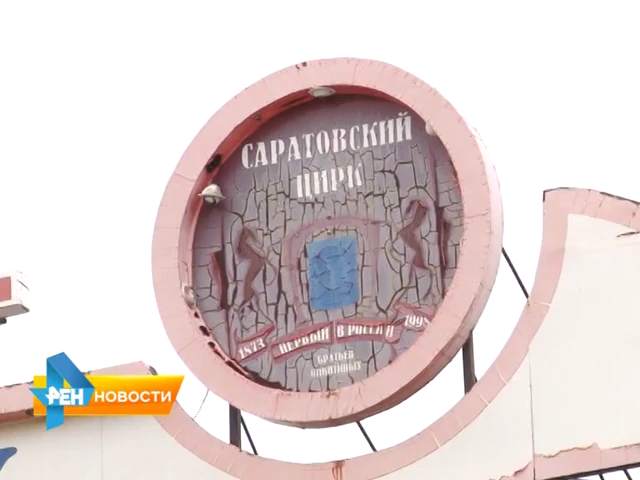 САРАТОВСКИЙ
ЦИРК
1873 ПЕРВЫЙ В РОССИИ 1998
БРАТЬЕВ
НИКИТИНЫХ
РЕН НОВОСТИ